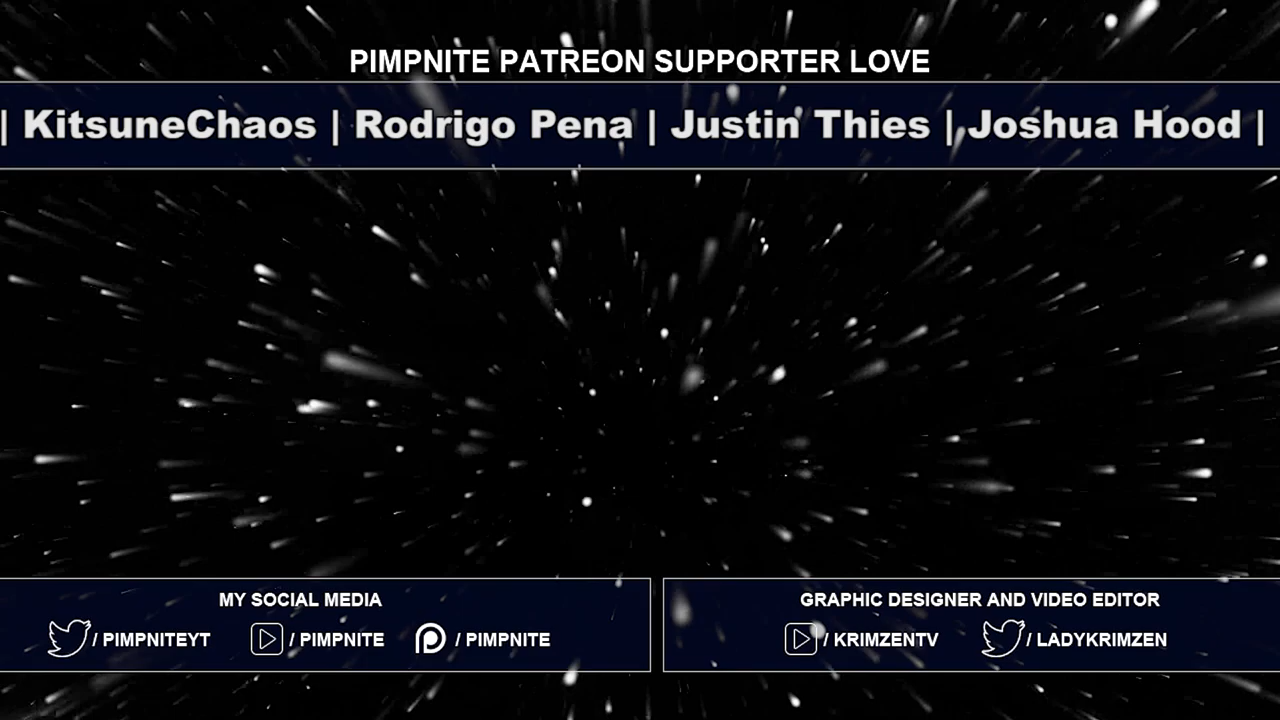 PIMPNITE PATREON SUPPORTER LOVE
| KitsuneChaos | Rodrigo Pena | Justin Thies | Joshua Hood |
MY SOCIAL MEDIA
/ PIMPNITEYT / PIMPNITE / PIMPNITE
GRAPHIC DESIGNER AND VIDEO EDITOR
/ KRIMZENTV / LADYKRIMZEN